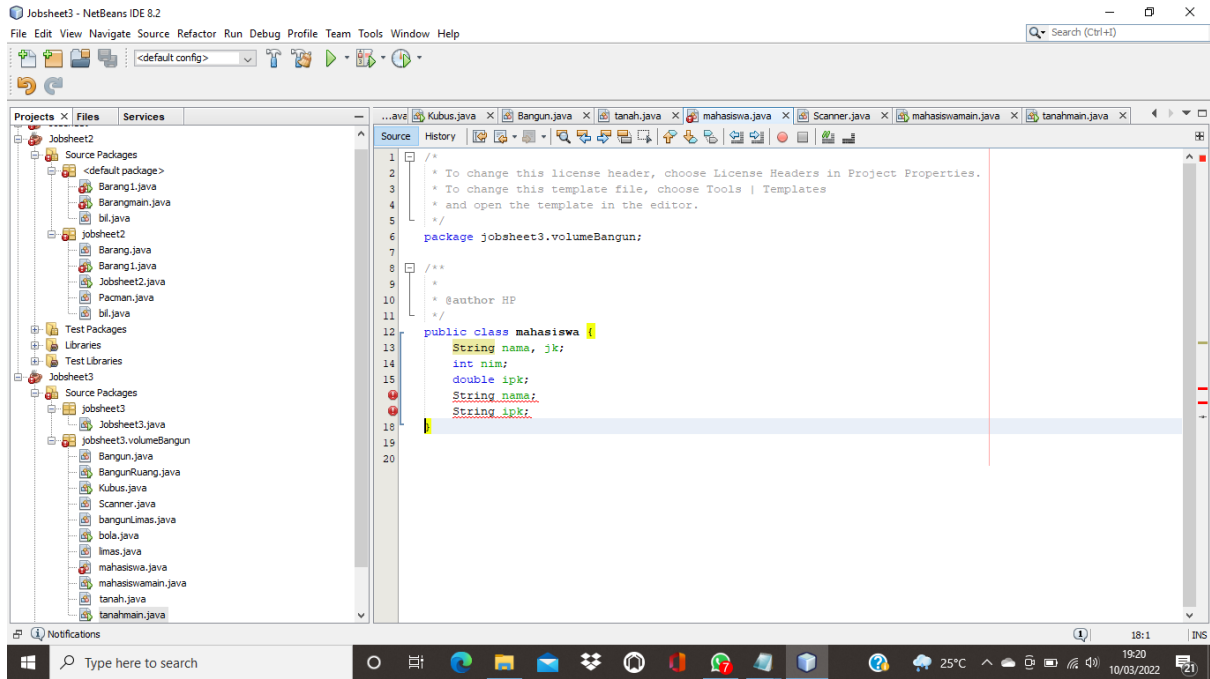 Jobsheet3 - NetBeans IDE 8.2
File Edit View Navigate Source Refactor Run Debug Profile Team Tools Window Help
Search (Ctrl+I)
<default config>
Projects Files Services
...ava Kubus.java Bangun.java tanah.java mahasiswa.java Scanner.java mahasiswamain.java tanahmain.java
Source History
Jobsheet2
Source Packages
<default package>
Barang1.java
Barangmain.java
bil.java
jobsheet2
Barang.java
Barang1.java
Jobsheet2.java
Pacman.java
bil.java
Test Packages
Libraries
Test Libraries
Jobsheet3
Source Packages
jobsheet3
Jobsheet3.java
jobsheet3.volumeBangun
Bangun.java
BangunRuang.java
Kubus.java
Scanner.java
bangunLimas.java
bola.java
limas.java
mahasiswa.java
mahasiswamain.java
tanah.java
tanahmain.java
1 /*
2 * To change this license header, choose License Headers in Project Properties.
3 * To change this template file, choose Tools | Templates
4 * and open the template in the editor.
5 */
6 package jobsheet3.volumeBangun;
7
8 /**
9 *
10 * @author HP
11 */
12 public class mahasiswa {
13 String nama, jk;
14 int nim;
15 double ipk;
String nama;
String ipk;
18 }
19
20
Notifications
1 18:1 INS
Type here to search
7
25°C
19:20
10/03/2022
21